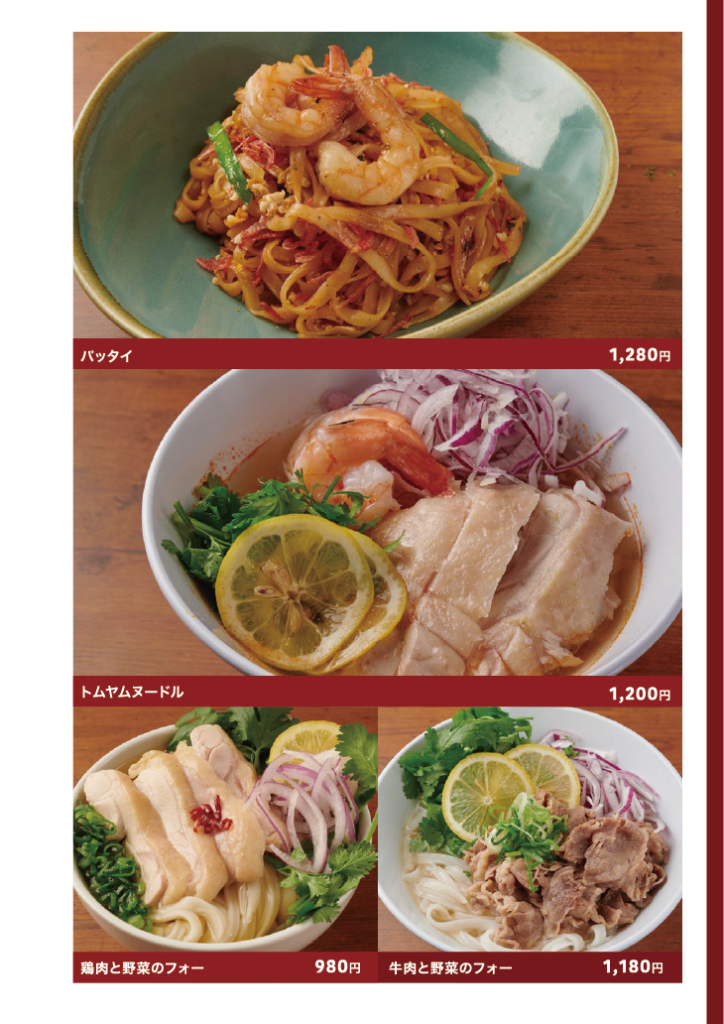 パッタイ 1,280円
トムヤムヌードル 1,200円
鶏肉と野菜のフォー 980円
牛肉と野菜のフォー 1,180円